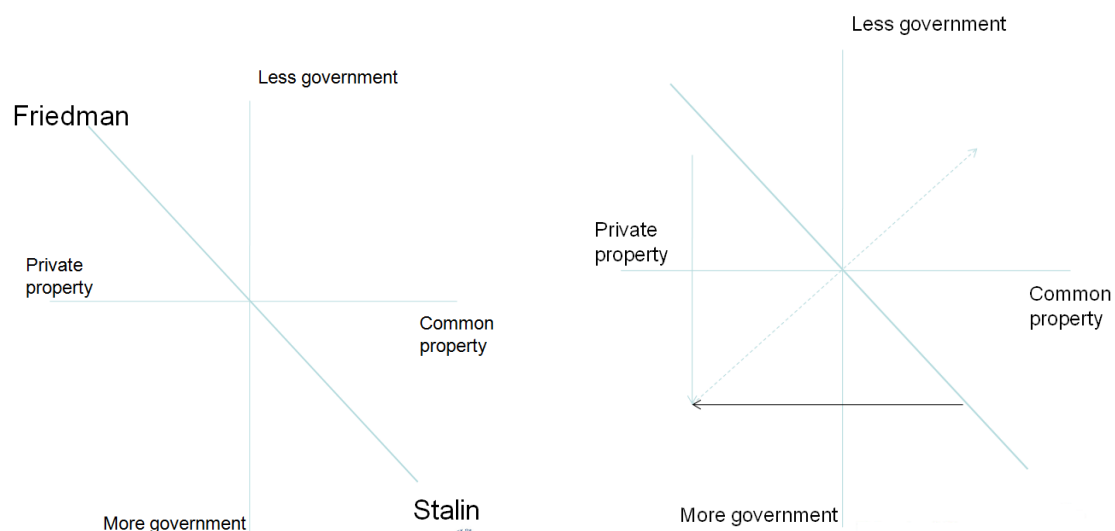 Less government
Friedman
Private
property
Common
property
More government
Stalin
Less government
Private
property
Common
property
More government